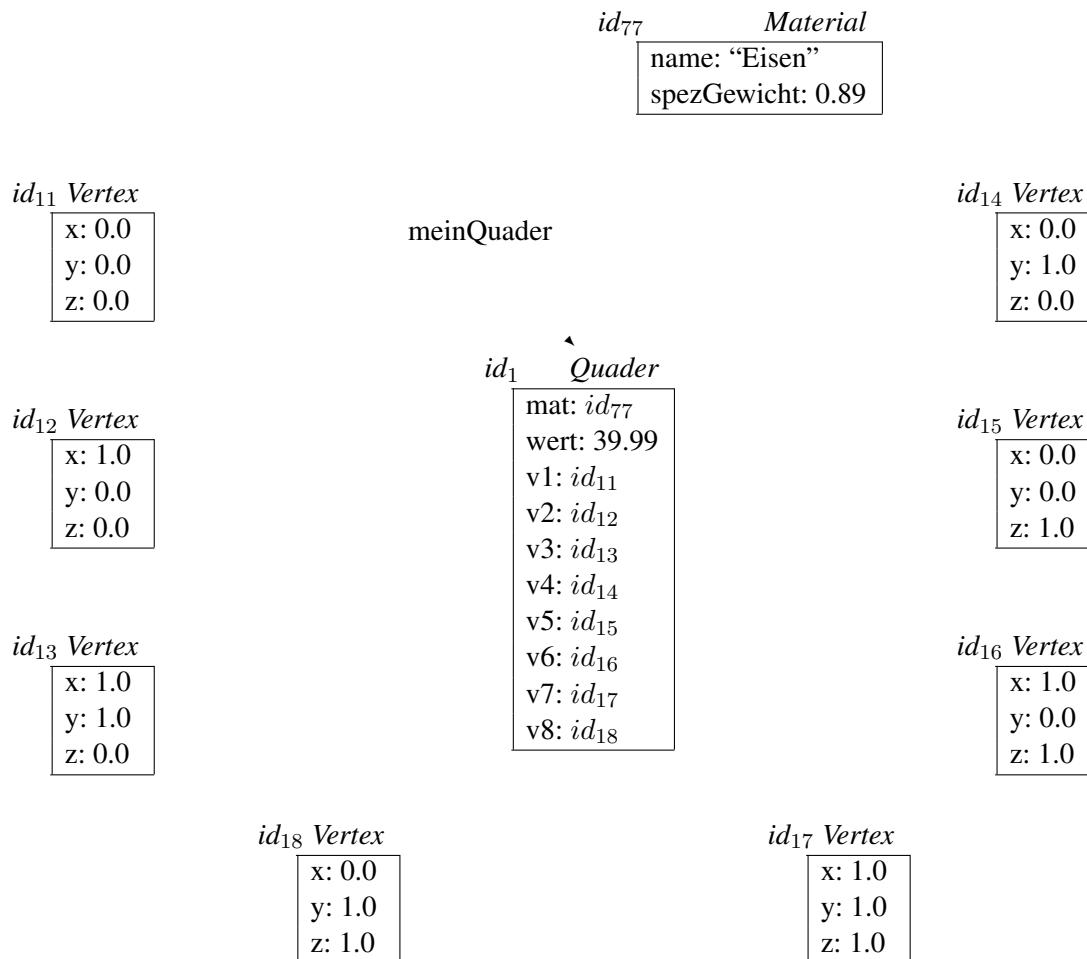 id77 Material
name: “Eisen”
spezGewicht: 0.89
id11 Vertex
x: 0.0
y: 0.0
z: 0.0
meinQuader
id14 Vertex
x: 0.0
y: 1.0
z: 0.0
id1 Quader
mat: id77
wert: 39.99
v1: id11
v2: id12
v3: id13
v4: id14
v5: id15
v6: id16
v7: id17
v8: id18
id12 Vertex
x: 1.0
y: 0.0
z: 0.0
id15 Vertex
x: 0.0
y: 0.0
z: 1.0
id13 Vertex
x: 1.0
y: 1.0
z: 0.0
id16 Vertex
x: 1.0
y: 0.0
z: 1.0
id18 Vertex
x: 0.0
y: 1.0
z: 1.0
id17 Vertex
x: 1.0
y: 1.0
z: 1.0